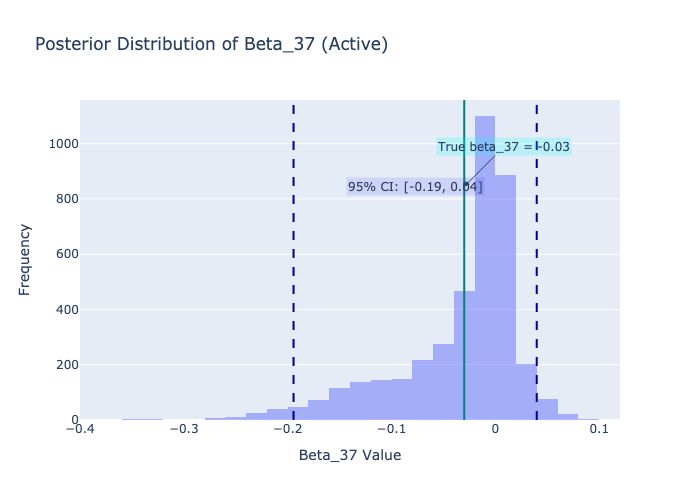 Posterior Distribution of Beta_37 (Active)
1000
800
600
400
200
0
Frequency
True beta_37 = -0.03
95% CI: [-0.19, 0.04]
−0.4
−0.3
−0.2
−0.1
0
0.1
Beta_37 Value